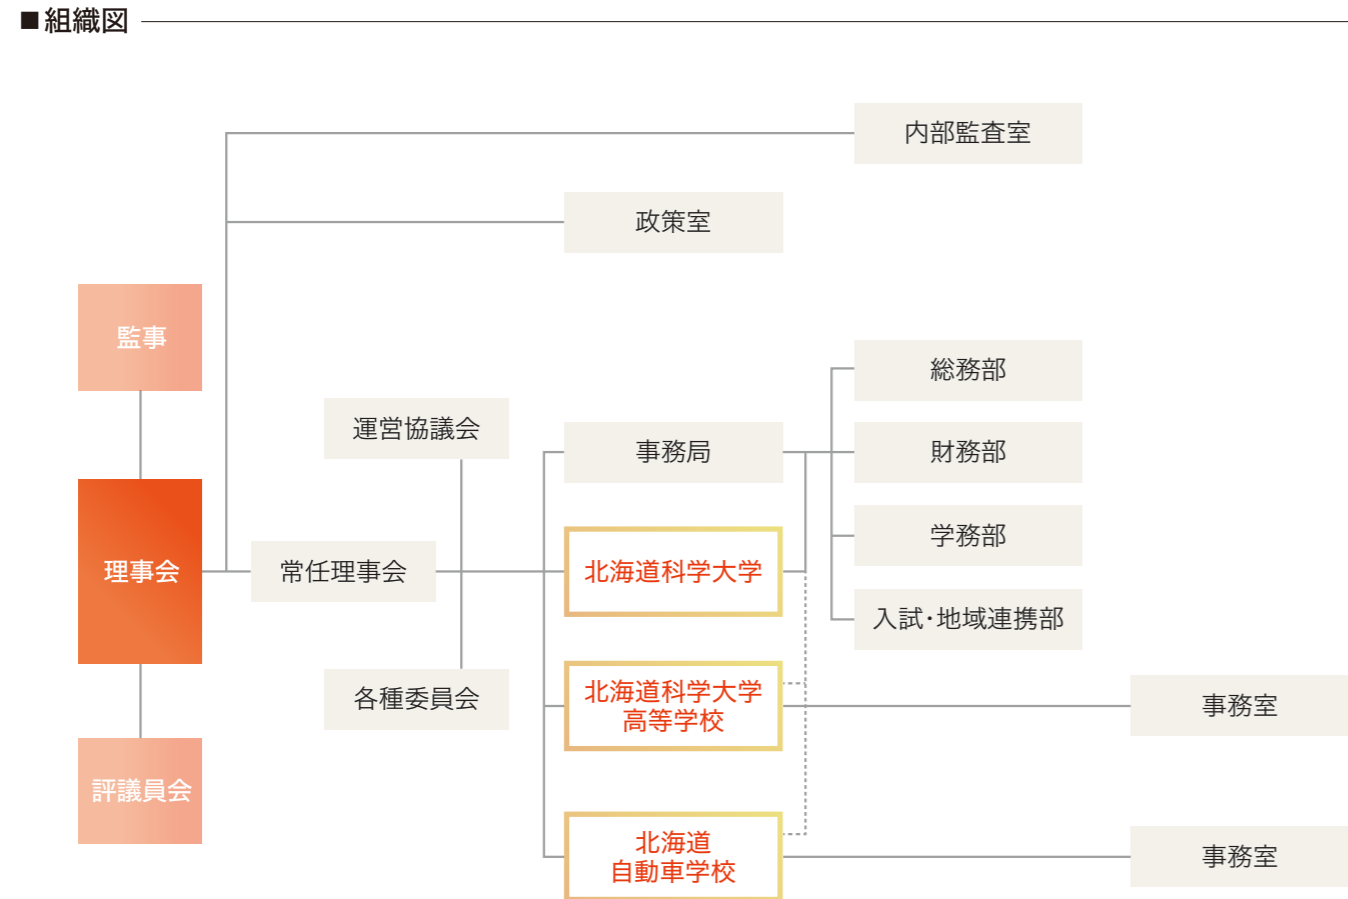 ■組織図
内部監査室
政策室
監事
総務部
運営協議会
事務局
財務部
学務部
理事会
常任理事会
北海道科学大学
入試・地域連携部
各種委員会
北海道科学大学
高等学校
事務室
評議員会
北海道
自動車学校
事務室